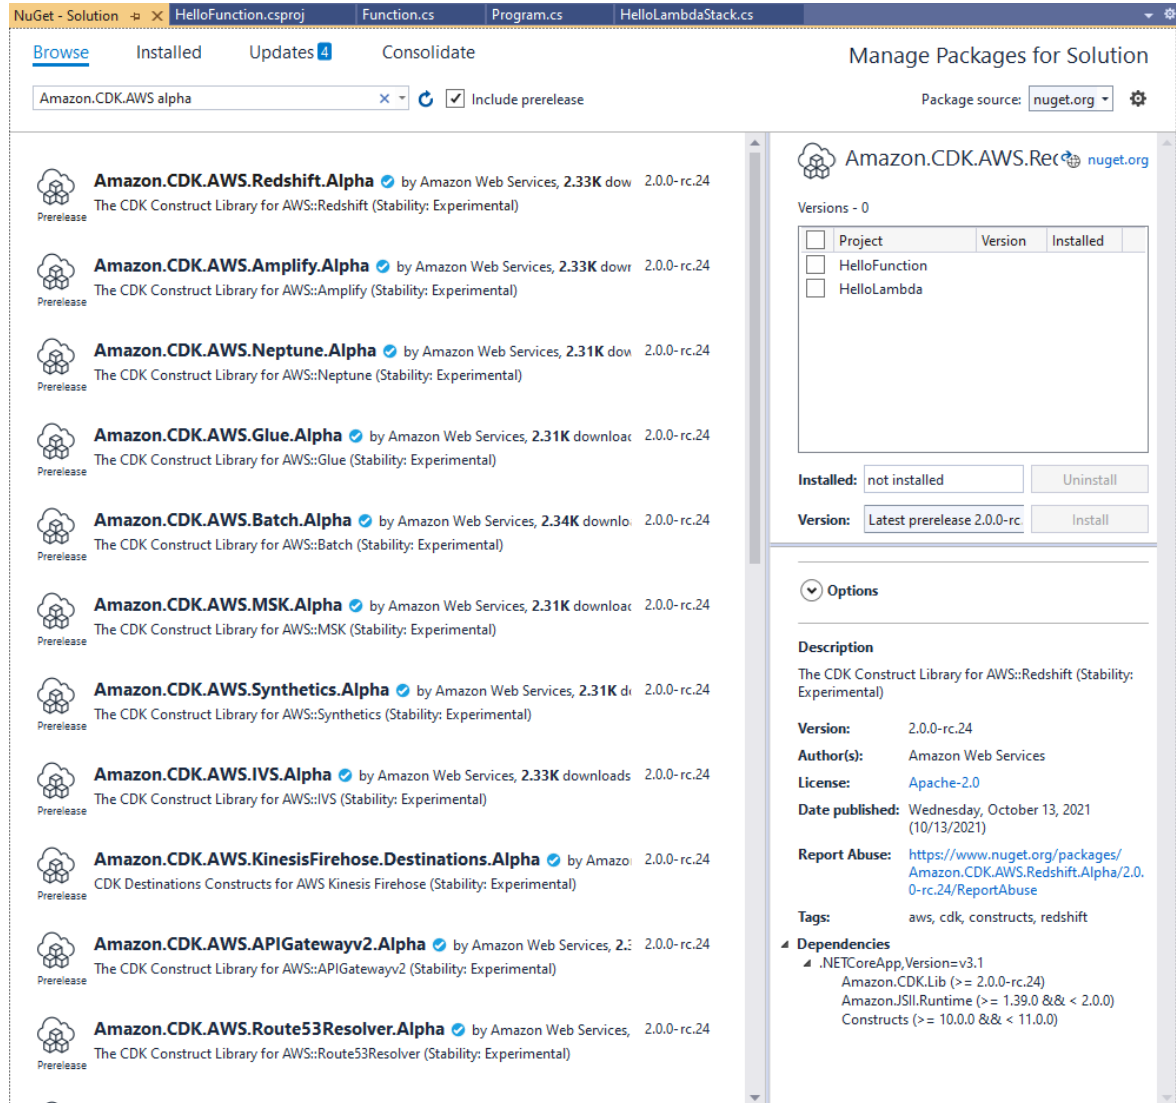 NuGet - Solution HelloFunction.csproj Function.cs Program.cs HelloLambdaStack.cs
Browse Installed Updates 4 Consolidate Manage Packages for Solution
Amazon.CDK.AWS alpha Include prerelease Package source: nuget.org
Amazon.CDK.AWS.Redshift.Alpha by Amazon Web Services, 2.33K dow 2.0.0-rc.24
The CDK Construct Library for AWS::Redshift (Stability: Experimental)
Prerelease
Amazon.CDK.AWS.Amplify.Alpha by Amazon Web Services, 2.33K dowr 2.0.0-rc.24
The CDK Construct Library for AWS::Amplify (Stability: Experimental)
Prerelease
Amazon.CDK.AWS.Neptune.Alpha by Amazon Web Services, 2.31K dow 2.0.0-rc.24
The CDK Construct Library for AWS::Neptune (Stability: Experimental)
Prerelease
Amazon.CDK.AWS.Glue.Alpha by Amazon Web Services, 2.31K downloac 2.0.0-rc.24
The CDK Construct Library for AWS::Glue (Stability: Experimental)
Prerelease
Amazon.CDK.AWS.Batch.Alpha by Amazon Web Services, 2.34K downlo 2.0.0-rc.24
The CDK Construct Library for AWS::Batch (Stability: Experimental)
Prerelease
Amazon.CDK.AWS.MSK.Alpha by Amazon Web Services, 2.31K downloac 2.0.0-rc.24
The CDK Construct Library for AWS::MSK (Stability: Experimental)
Prerelease
Amazon.CDK.AWS.Synthetics.Alpha by Amazon Web Services, 2.31K d 2.0.0-rc.24
The CDK Construct Library for AWS::Synthetics (Stability: Experimental)
Prerelease
Amazon.CDK.AWS.IVS.Alpha by Amazon Web Services, 2.33K downloads 2.0.0-rc.24
The CDK Construct Library for AWS::IVS (Stability: Experimental)
Prerelease
Amazon.CDK.AWS.KinesisFirehose.Destinations.Alpha by Amazo 2.0.0-rc.24
CDK Destinations Constructs for AWS Kinesis Firehose (Stability: Experimental)
Prerelease
Amazon.CDK.AWS.APIGatewayv2.Alpha by Amazon Web Services, 2.3 2.0.0-rc.24
The CDK Construct Library for AWS::APIGatewayv2 (Stability: Experimental)
Prerelease
Amazon.CDK.AWS.Route53Resolver.Alpha by Amazon Web Services, 2.0.0-rc.24
The CDK Construct Library for AWS::Route53Resolver (Stability: Experimental)
Prerelease
Amazon.CDK.AWS.Rec nuget.org
Versions - 0
Project Version Installed
HelloFunction
HelloLambda
Installed: not installed Uninstall
Version: Latest prerelease 2.0.0-rc. Install
Options
Description
The CDK Construct Library for AWS::Redshift (Stability:
Experimental)
Version: 2.0.0-rc.24
Author(s): Amazon Web Services
License: Apache-2.0
Date published: Wednesday, October 13, 2021
(10/13/2021)
Report Abuse: https://www.nuget.org/packages/
Amazon.CDK.AWS.Redshift.Alpha/2.0.
0-rc.24/ReportAbuse
Tags: aws, cdk, constructs, redshift
Dependencies
.NETCoreApp,Version=v3.1
Amazon.CDK.Lib (>= 2.0.0-rc.24)
Amazon.JSII.Runtime (>= 1.39.0 && < 2.0.0)
Constructs (>= 10.0.0 && < 11.0.0)